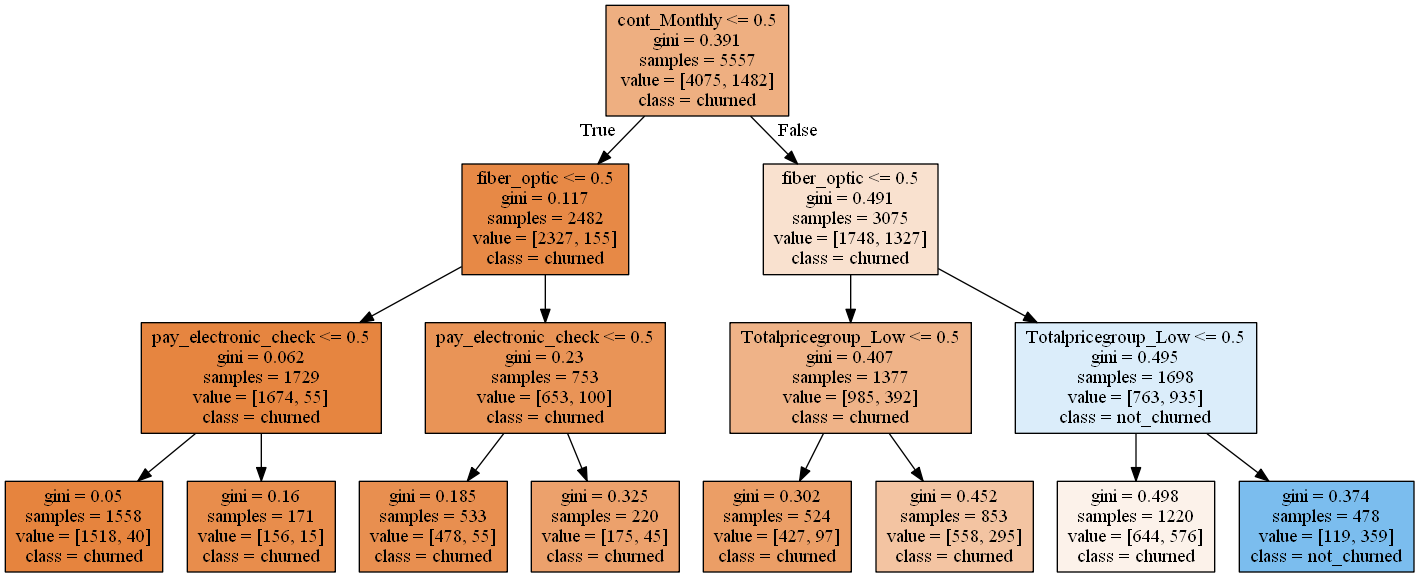 cont_Monthly <= 0.5
gini = 0.391
samples = 5557
value = [4075, 1482]
class = churned
True
False
fiber_optic <= 0.5
gini = 0.117
samples = 2482
value = [2327, 155]
class = churned
fiber_optic <= 0.5
gini = 0.491
samples = 3075
value = [1748, 1327]
class = churned
pay_electronic_check <= 0.5
gini = 0.062
samples = 1729
value = [1674, 55]
class = churned
pay_electronic_check <= 0.5
gini = 0.23
samples = 753
value = [653, 100]
class = churned
Totalpricegroup_Low <= 0.5
gini = 0.407
samples = 1377
value = [985, 392]
class = churned
Totalpricegroup_Low <= 0.5
gini = 0.495
samples = 1698
value = [763, 935]
class = not_churned
gini = 0.05
samples = 1558
value = [1518, 40]
class = churned
gini = 0.16
samples = 171
value = [156, 15]
class = churned
gini = 0.185
samples = 533
value = [478, 55]
class = churned
gini = 0.325
samples = 220
value = [175, 45]
class = churned
gini = 0.302
samples = 524
value = [427, 97]
class = churned
gini = 0.452
samples = 853
value = [558, 295]
class = churned
gini = 0.498
samples = 1220
value = [644, 576]
class = churned
gini = 0.374
samples = 478
value = [119, 359]
class = not_churned